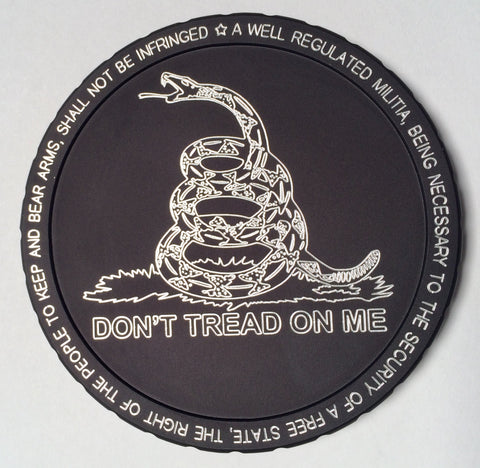 ☆ A WELL REGULATED MILITIA, BEING NECESSARY TO THE SECURITY OF A FREE STATE, THE RIGHT OF THE PEOPLE TO KEEP AND BEAR ARMS, SHALL NOT BE INFRINGED
DON'T TRÉAD ON ME